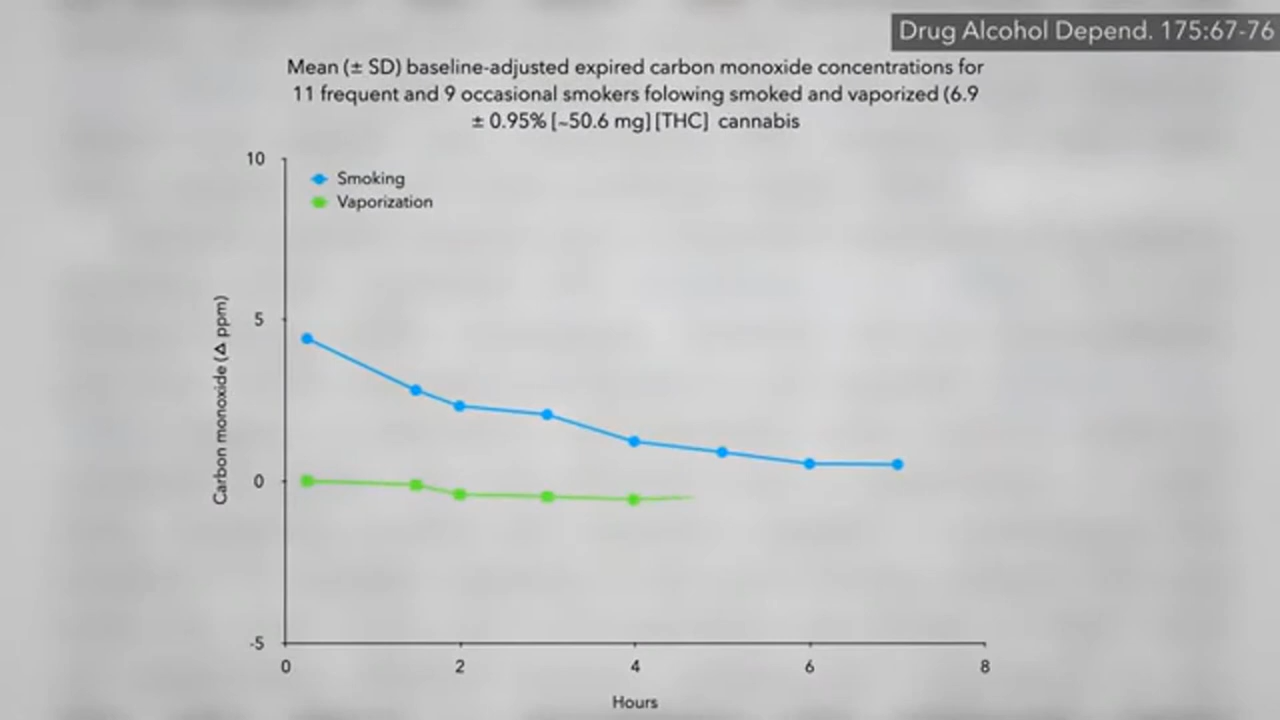 Drug Alcohol Depend. 175:67-76
Mean (± SD) baseline-adjusted expired carbon monoxide concentrations for
11 frequent and 9 occasional smokers following smoked and vaporized (6.9
± 0.95% [~50.6 mg] [THC] cannabis
10
Smoking
Vaporization
5
Carbon monoxide (Δ ppm)
0
-5
0
2
4
6
8
Hours